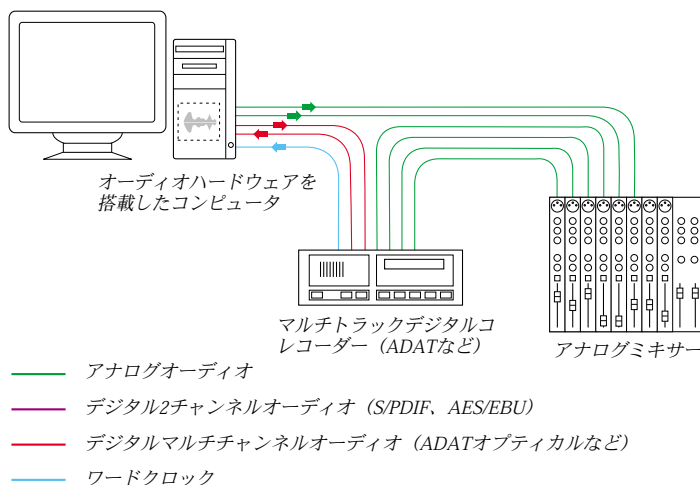 オーディオハードウェアを
搭載したコンピュータ
マルチトラックデジタルコ
レコーダー（ADATなど）
アナログミキサー
アナログオーディオ
デジタル2チャンネルオーディオ（S/PDIF、AES/EBU）
デジタルマルチチャンネルオーディオ（ADATオプティカルなど）
ワードクロック